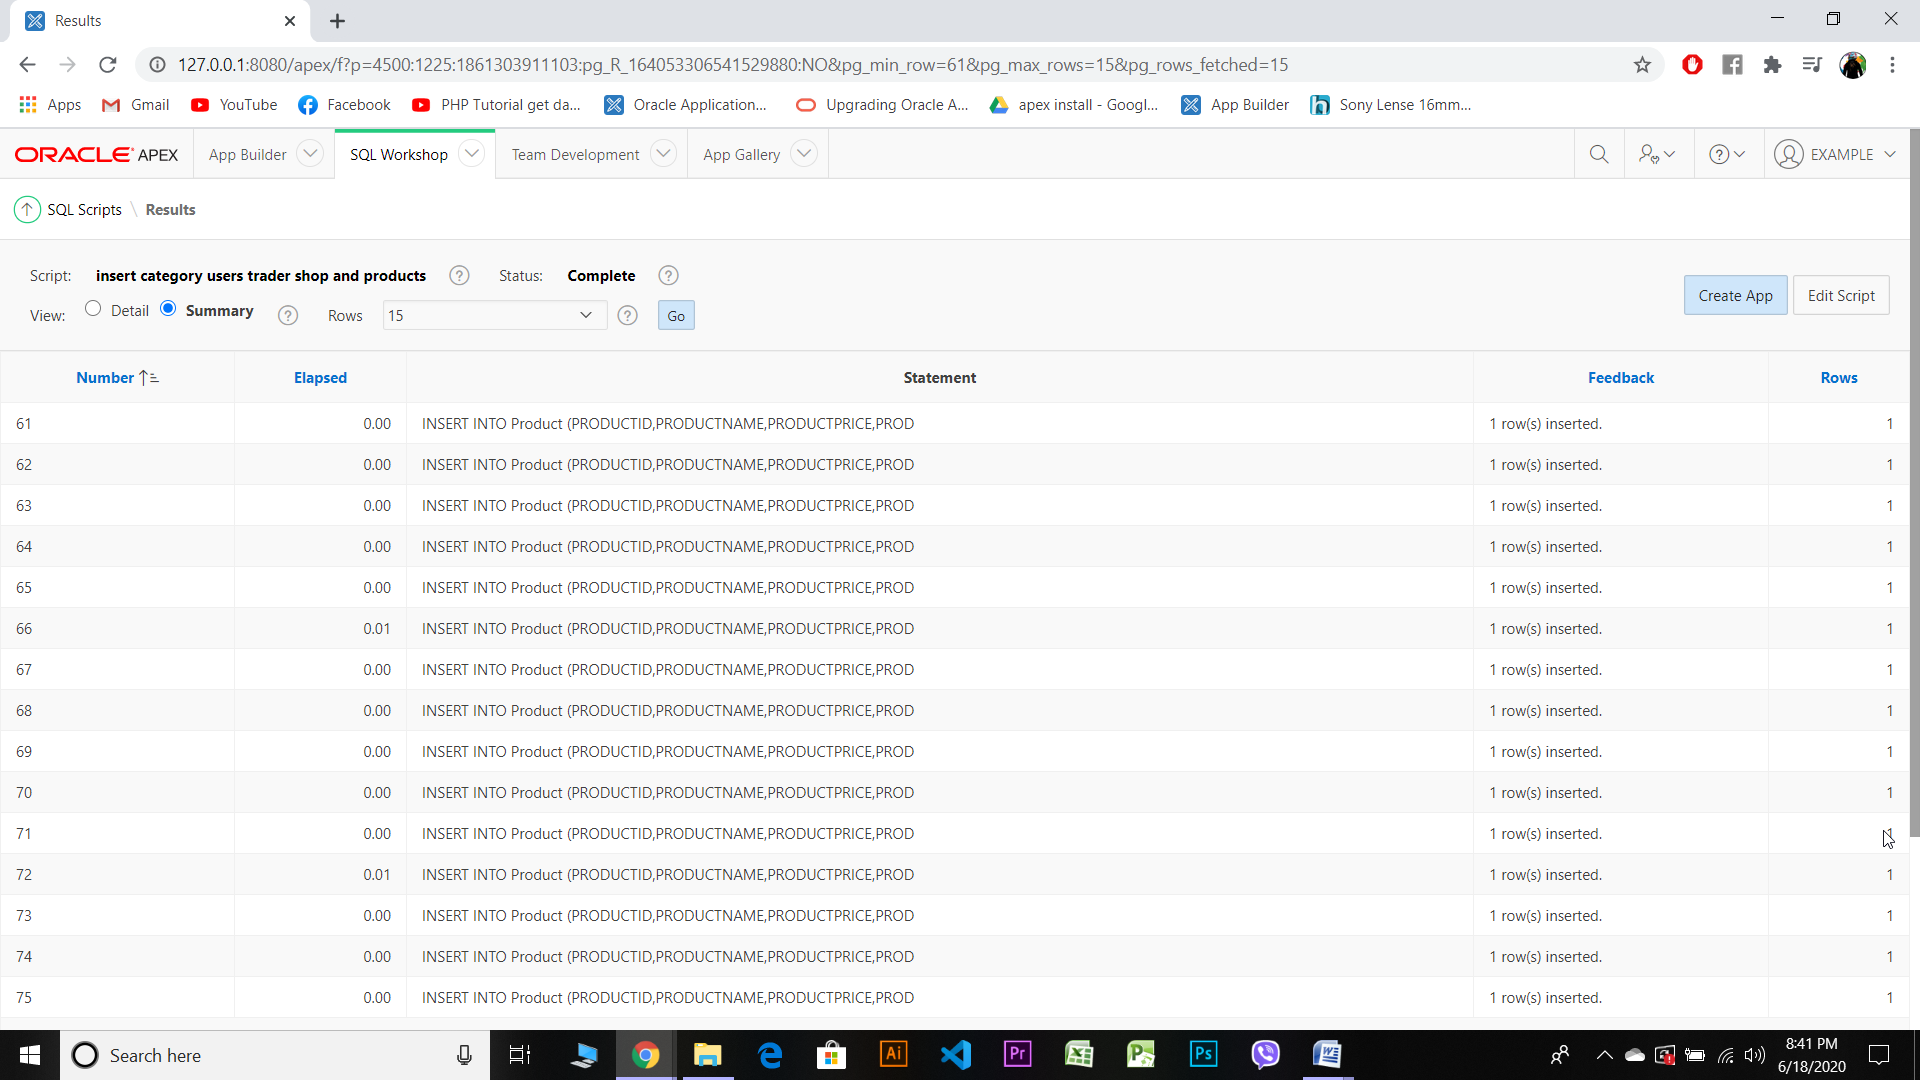 Results
127.0.0.1:8080/apex/f?p=4500:1225:1861303911103:pg_R_164053306541529880:NO&pg_min_row=61&pg_max_rows=15&pg_rows_fetched=15
Apps Gmail YouTube Facebook PHP Tutorial get da... Oracle Application... Upgrading Oracle A... apex install - Googl... App Builder Sony Lense 16mm...
ORACLE APEX App Builder SQL Workshop Team Development App Gallery EXAMPLE
SQL Scripts \ Results
Script: insert category users trader shop and products Status: Complete
Create App Edit Script
View: Detail Summary Rows 15 Go
Number Elapsed Statement Feedback Rows
61 0.00 INSERT INTO Product (PRODUCTID,PRODUCTNAME,PRODUCTPRICE,PROD 1 row(s) inserted. 1
62 0.00 INSERT INTO Product (PRODUCTID,PRODUCTNAME,PRODUCTPRICE,PROD 1 row(s) inserted. 1
63 0.00 INSERT INTO Product (PRODUCTID,PRODUCTNAME,PRODUCTPRICE,PROD 1 row(s) inserted. 1
64 0.00 INSERT INTO Product (PRODUCTID,PRODUCTNAME,PRODUCTPRICE,PROD 1 row(s) inserted. 1
65 0.00 INSERT INTO Product (PRODUCTID,PRODUCTNAME,PRODUCTPRICE,PROD 1 row(s) inserted. 1
66 0.01 INSERT INTO Product (PRODUCTID,PRODUCTNAME,PRODUCTPRICE,PROD 1 row(s) inserted. 1
67 0.00 INSERT INTO Product (PRODUCTID,PRODUCTNAME,PRODUCTPRICE,PROD 1 row(s) inserted. 1
68 0.00 INSERT INTO Product (PRODUCTID,PRODUCTNAME,PRODUCTPRICE,PROD 1 row(s) inserted. 1
69 0.00 INSERT INTO Product (PRODUCTID,PRODUCTNAME,PRODUCTPRICE,PROD 1 row(s) inserted. 1
70 0.00 INSERT INTO Product (PRODUCTID,PRODUCTNAME,PRODUCTPRICE,PROD 1 row(s) inserted. 1
71 0.00 INSERT INTO Product (PRODUCTID,PRODUCTNAME,PRODUCTPRICE,PROD 1 row(s) inserted. 1
72 0.01 INSERT INTO Product (PRODUCTID,PRODUCTNAME,PRODUCTPRICE,PROD 1 row(s) inserted. 1
73 0.00 INSERT INTO Product (PRODUCTID,PRODUCTNAME,PRODUCTPRICE,PROD 1 row(s) inserted. 1
74 0.00 INSERT INTO Product (PRODUCTID,PRODUCTNAME,PRODUCTPRICE,PROD 1 row(s) inserted. 1
75 0.00 INSERT INTO Product (PRODUCTID,PRODUCTNAME,PRODUCTPRICE,PROD 1 row(s) inserted. 1
Search here Ai Pr Ps 8:41 PM
6/18/2020